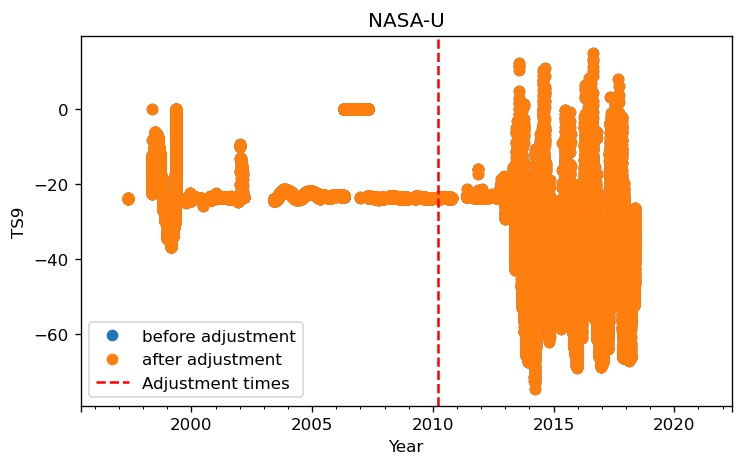 NASA-U
TS9
0
−20
−40
−60
before adjustment
after adjustment
Adjustment times
2000
2005
2010
2015
2020
Year